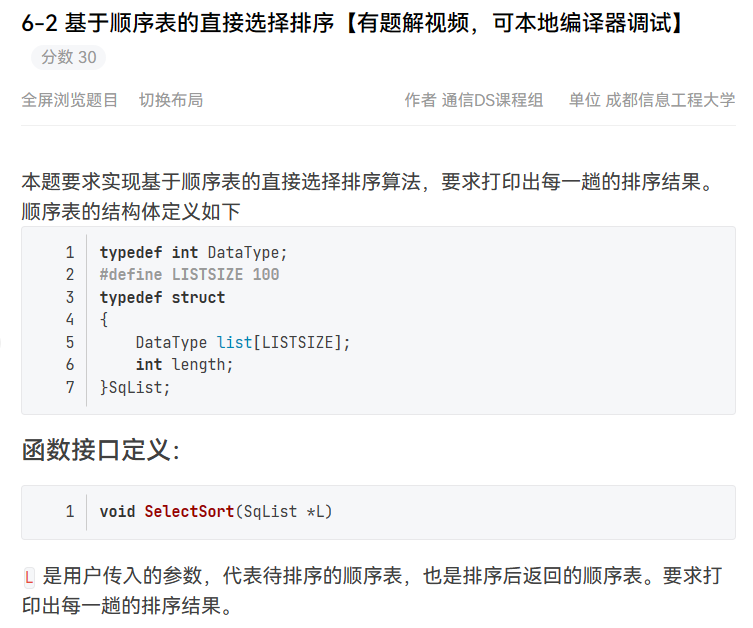 6-2 基于顺序表的直接选择排序【有题解视频，可本地编译器调试】
分数 30
全屏浏览题目 切换布局 作者 通信DS课程组 单位 成都信息工程大学
本题要求实现基于顺序表的直接选择排序算法，要求打印出每一趟的排序结果。
顺序表的结构体定义如下
1 typedef int DataType;
2 #define LISTSIZE 100
3 typedef struct
4 {
5 DataType list[LISTSIZE];
6 int length;
7 }SqList;
函数接口定义：
1 void SelectSort(SqList *L)
L 是用户传入的参数，代表待排序的顺序表，也是排序后返回的顺序表。要求打
印出每一趟的排序结果。